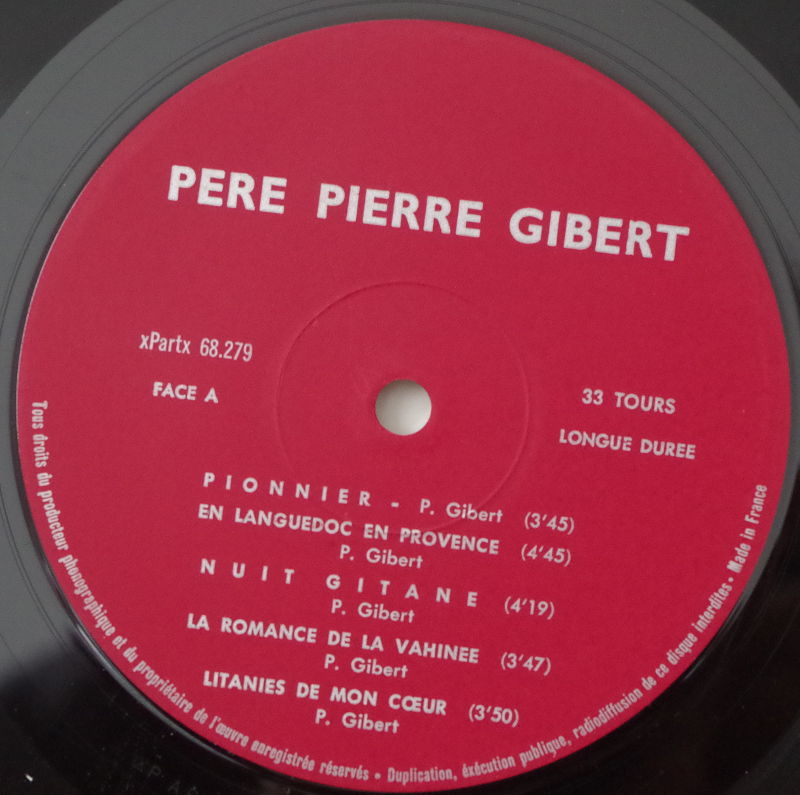 PERE PIERRE GIBERT
xPartx 68.279
FACE A
33 TOURS
LONGUE DUREE
PIONNIER - P. Gibert (3'45)
EN LANGUEDOC EN PROVENCE (4'45)
P. Gibert
NUIT GITANE (4'19)
P. Gibert
LA ROMANCE DE LA VAHINEE (3'47)
P. Gibert
LITANIES DE MON CŒUR (3'50)
P. Gibert
Tous droits du producteur phonographique et du propriétaire de l'œuvre enregistrée réservés • Duplication, éxécution publique, radiodiffusion de ce disque interdites • Made in France